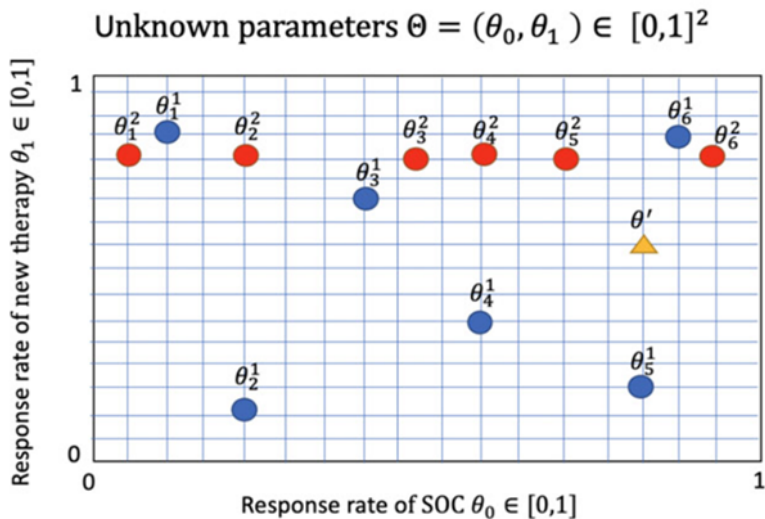 Unknown parameters Θ = (θ₀, θ₁ ) ∈ [0,1]²
1
θ₁² θ₁¹ θ₂² θ₃² θ₄² θ₅² θ₆¹ θ₆²
θ₃¹
θ′
θ₄¹
θ₂¹ θ₅¹
0
0 1
Response rate of new therapy θ₁ ∈ [0,1]
Response rate of SOC θ₀ ∈ [0,1]